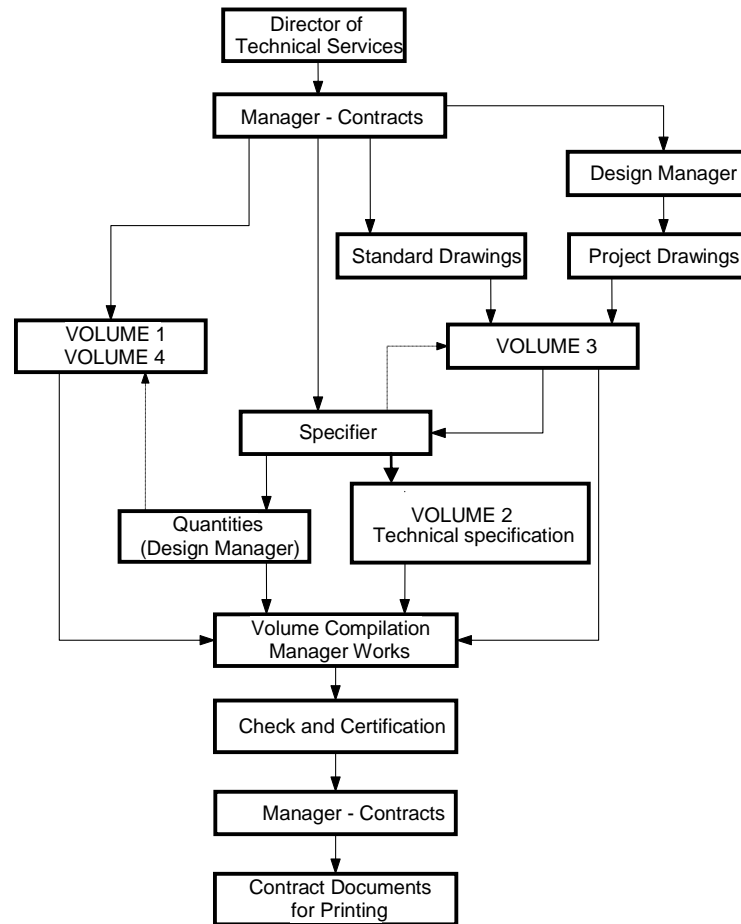 Director of
Technical Services
Manager - Contracts
Design Manager
Standard Drawings
Project Drawings
VOLUME 1
VOLUME 4
VOLUME 3
Specifier
Quantities
(Design Manager)
VOLUME 2
Technical specification
Volume Compilation
Manager Works
Check and Certification
Manager - Contracts
Contract Documents
for Printing